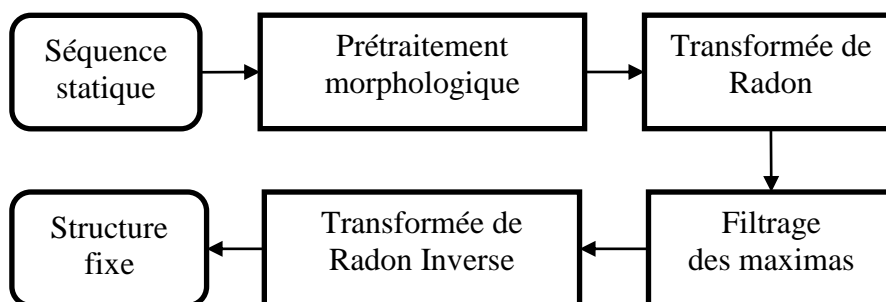 Séquence
statique
Prétraitement
morphologique
Transformée de
Radon
Filtrage
des maximas
Transformée de
Radon Inverse
Structure
fixe